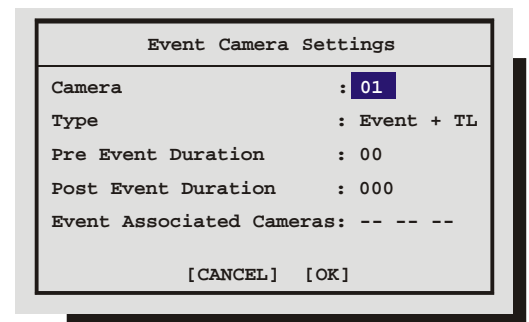 Event Camera Settings
Camera : 01
Type : Event + TL
Pre Event Duration : 00
Post Event Duration : 000
Event Associated Cameras: -- -- --
[CANCEL] [OK]